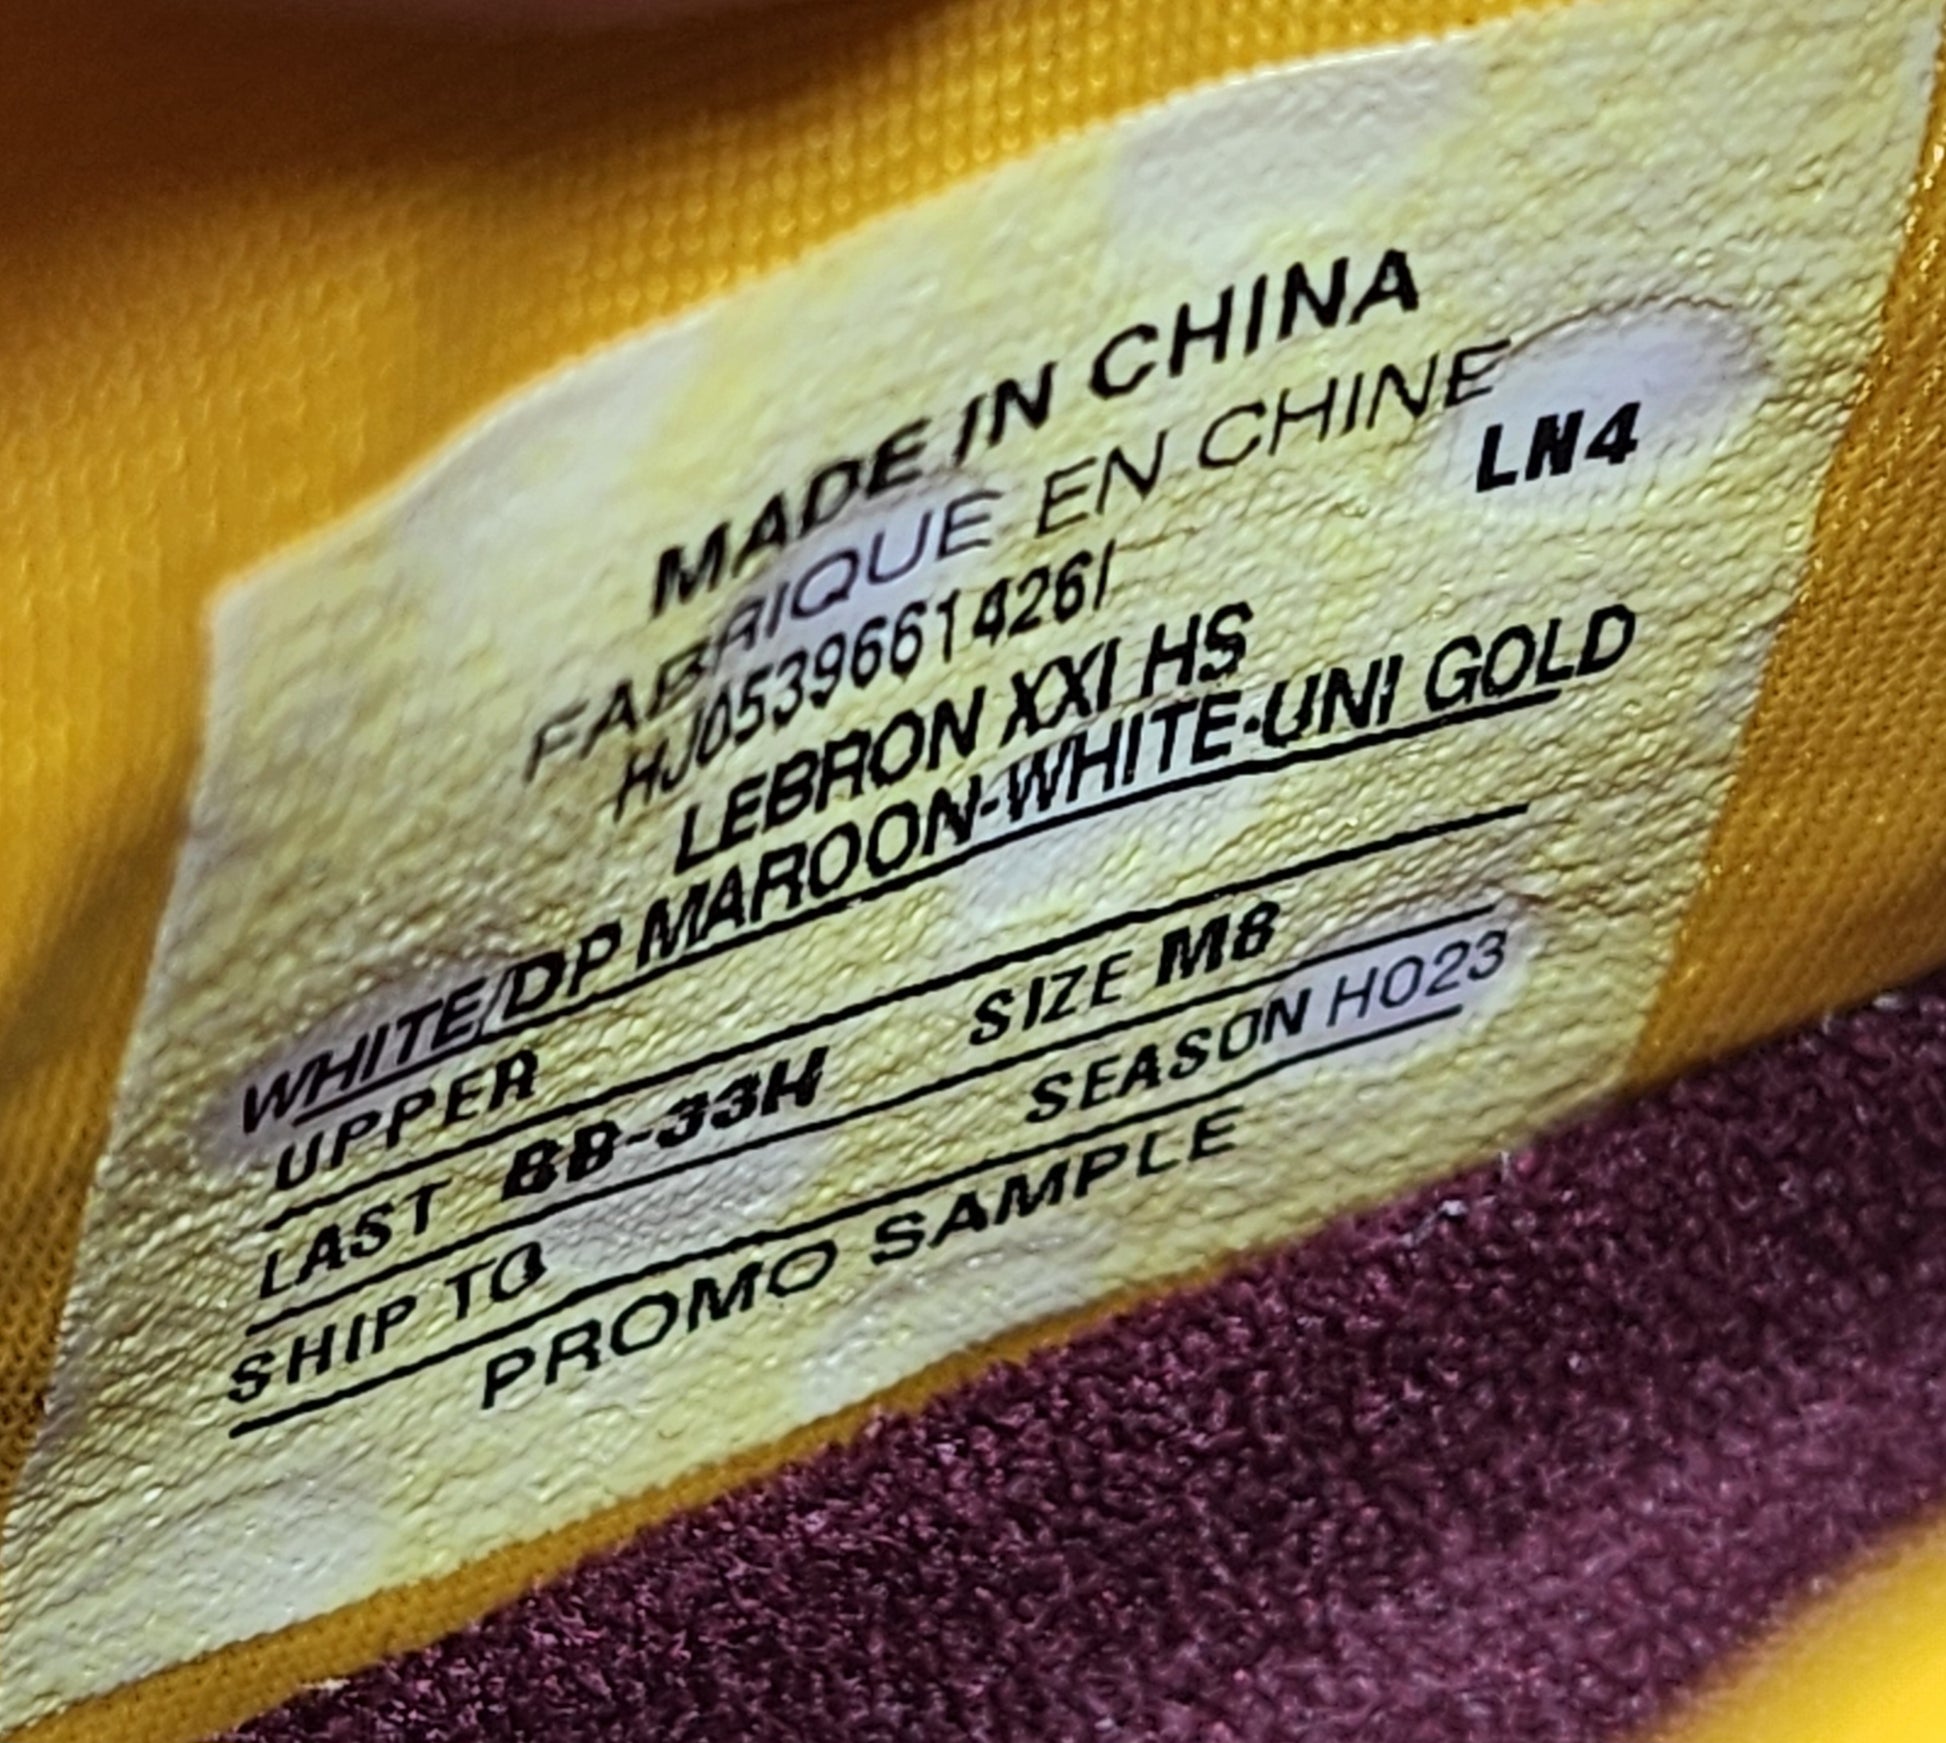 MADE IN CHINA
FABRIQUE EN CHINE
LN4
HJ0539661426/
LEBRON XXI HS
WHITE/DP MAROON-WHITE-UNI GOLD
UPPER SIZE M8
LAST BB-33H SEASON HO23
SHIP TO
PROMO SAMPLE